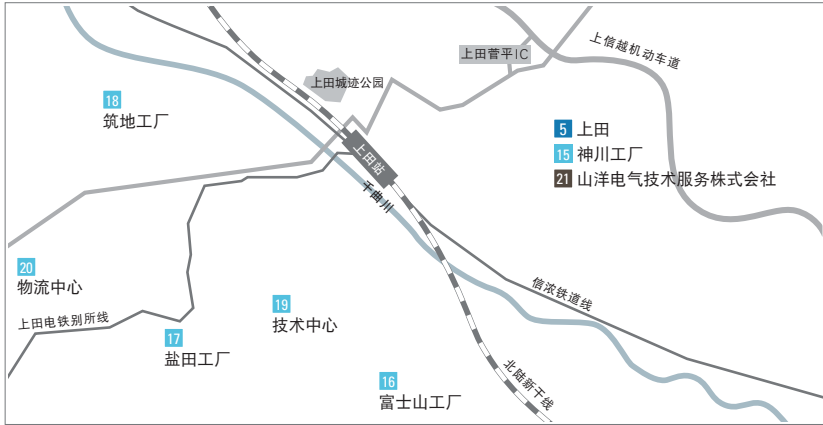 上信越机动车道
上田菅平IC
上田城迹公园
18
筑地工厂
5 上田
15 神川工厂
21 山洋电气技术服务株式会社
上田站
千曲川
20
物流中心
上田电铁别所线
17
盐田工厂
19
技术中心
信浓铁道线
16
富士山工厂
北陆新干线